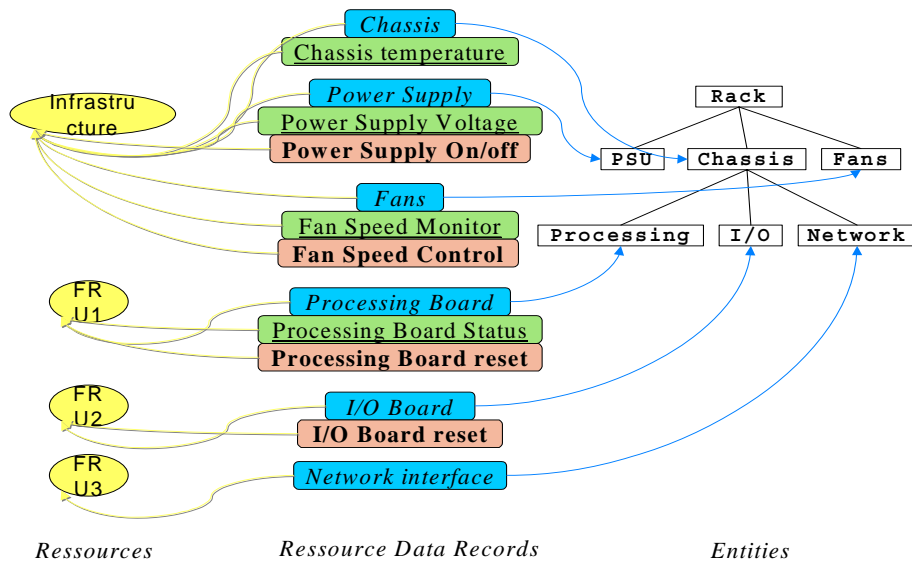 Chassis
Chassis temperature
Infrastru
cture
Power Supply
Power Supply Voltage
Power Supply On/off
Fans
Fan Speed Monitor
Fan Speed Control
FR
U1
Processing Board
Processing Board Status
Processing Board reset
FR
U2
I/O Board
I/O Board reset
FR
U3
Network interface
Rack
PSU
Chassis
Fans
Processing
I/O
Network
Ressources
Ressource Data Records
Entities